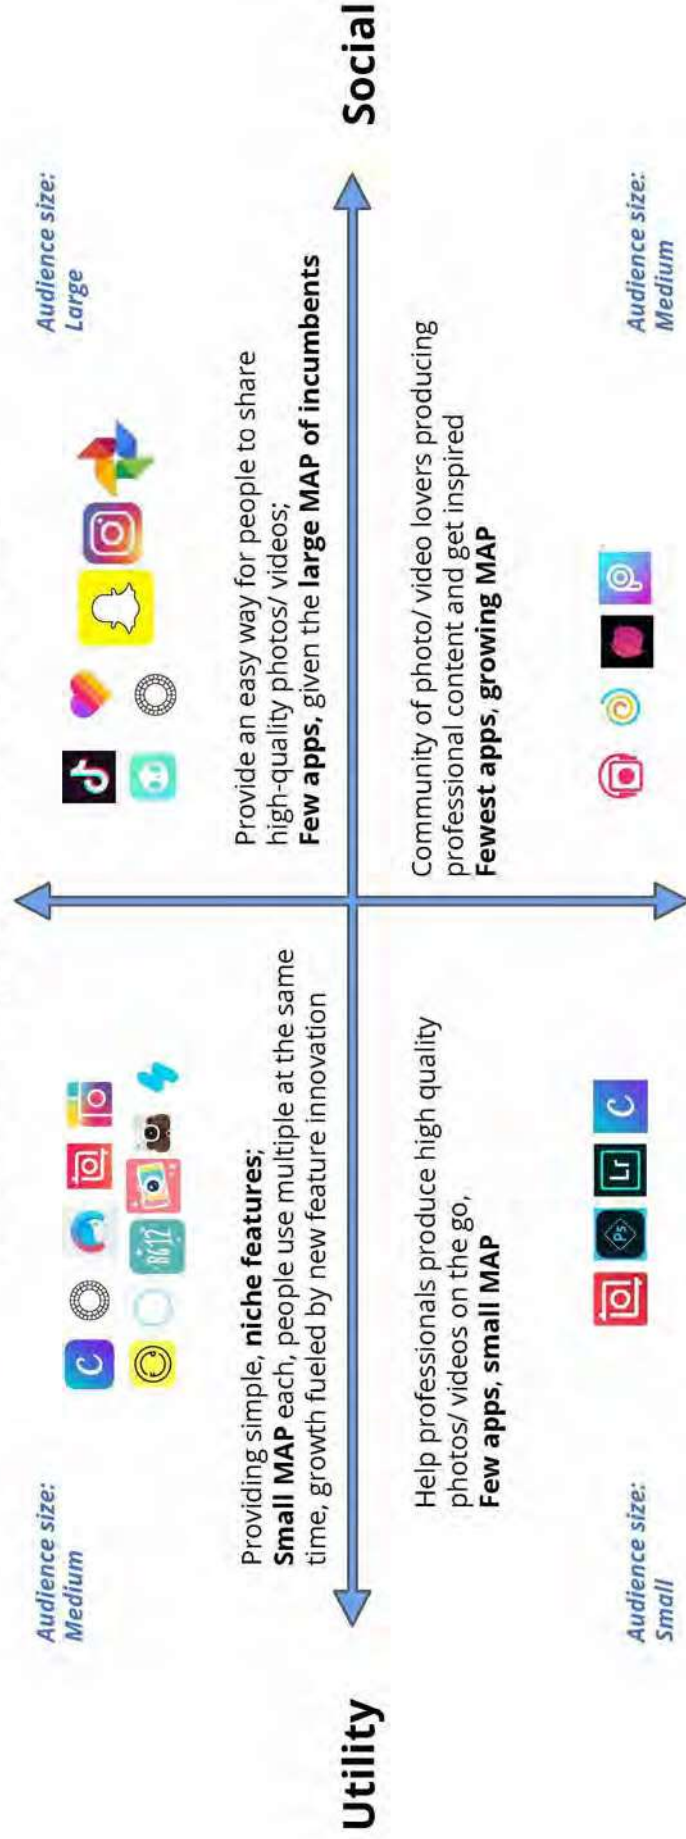 Audience size:
Medium
Audience size:
Large
C
B612
Providing simple, niche features;
Small MAP each, people use multiple at the same
time, growth fueled by new feature innovation
Provide an easy way for people to share
high-quality photos/ videos;
Few apps, given the large MAP of incumbents
Utility
Social
Help professionals produce high quality
photos/ videos on the go,
Few apps, small MAP
Community of photo/ video lovers producing
professional content and get inspired
Fewest apps, growing MAP
Ps
Lr
C
Audience size:
Small
Audience size:
Medium